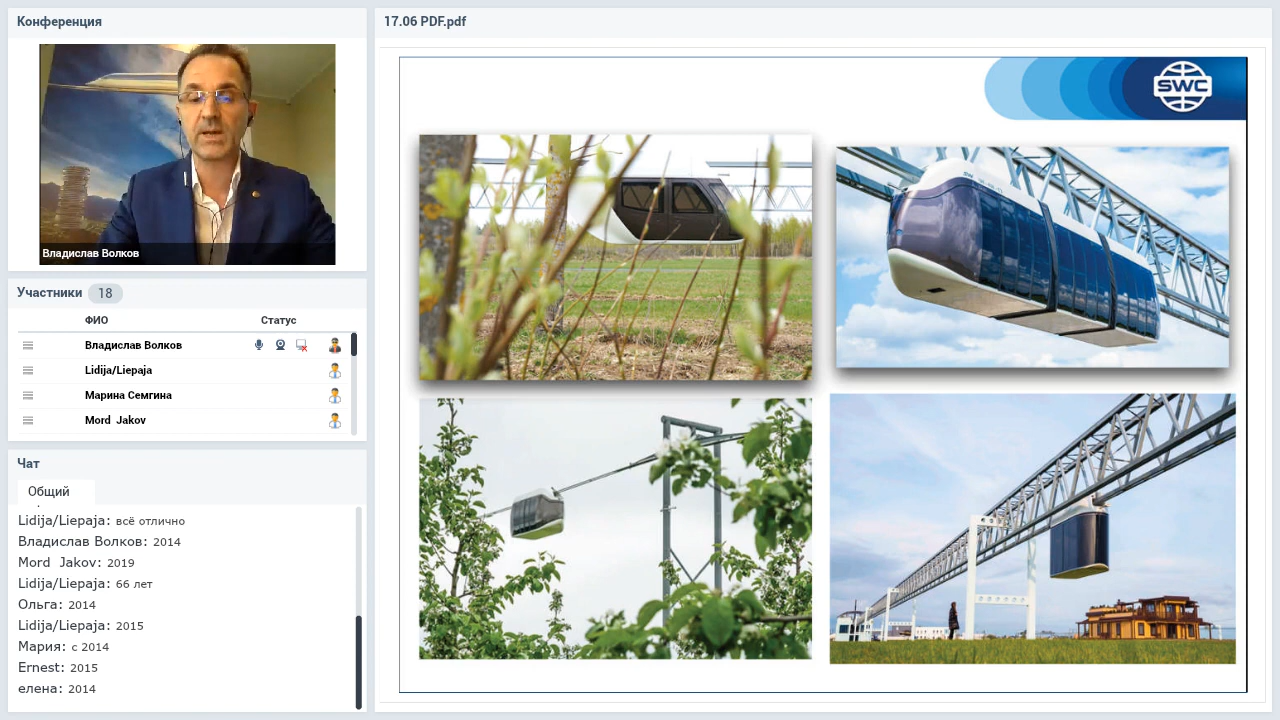 Конференция
Владислав Волков
Участники 18
ФИО Статус
Владислав Волков
Lidija/Liepaja
Марина Семгина
Mord Jakov
Чат
Общий
Lidija/Liepaja: всё отлично
Владислав Волков: 2014
Mord Jakov: 2019
Lidija/Liepaja: 66 лет
Ольга: 2014
Lidija/Liepaja: 2015
Мария: с 2014
Ernest: 2015
елена: 2014
17.06 PDF.pdf
SWC